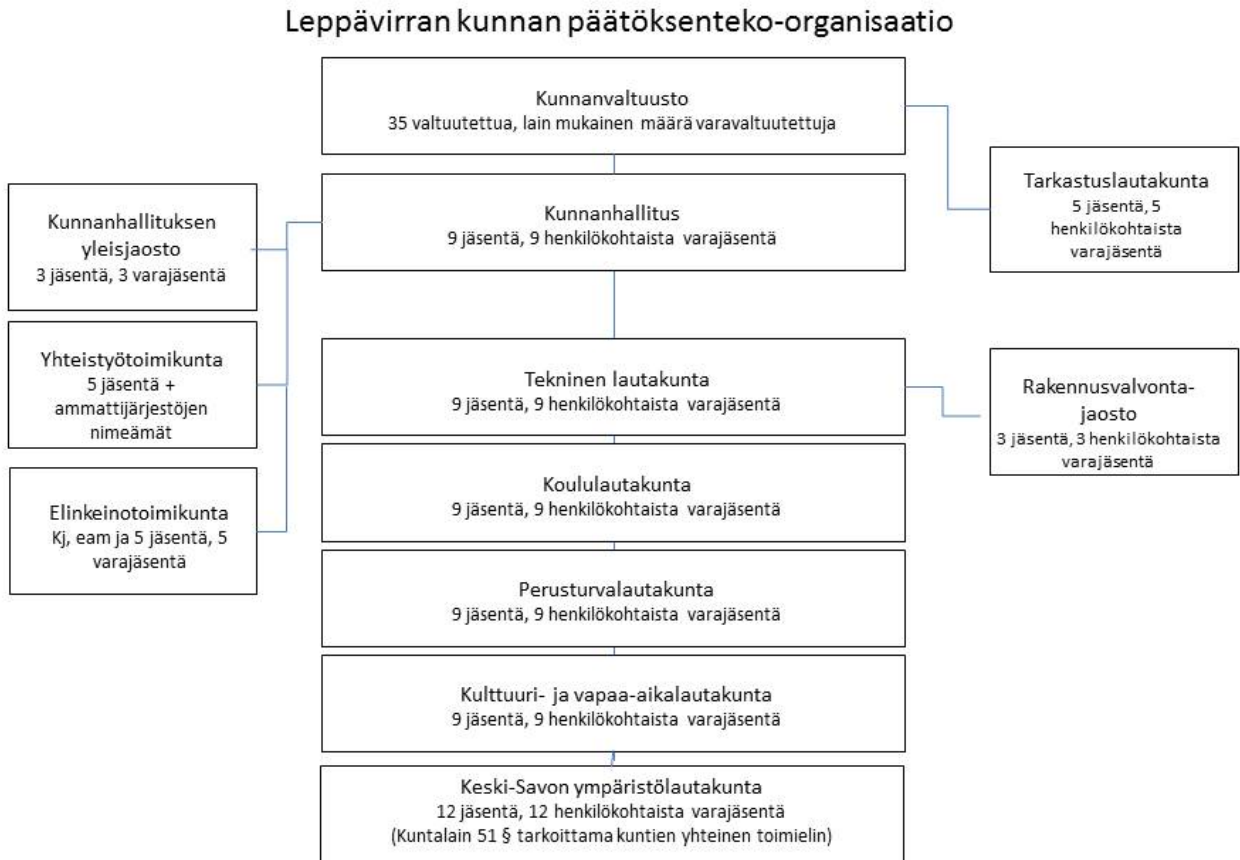 Leppävirran kunnan päätöksenteko-organisaatio
Kunnanvaltuusto
35 valtuutettua, lain mukainen määrä varavaltuutettuja
Tarkastuslautakunta
5 jäsentä, 5
henkilökohtaista
varajäsentä
Kunnanhallitus
9 jäsentä, 9 henkilökohtaista varajäsentä
Kunnanhallituksen
yleisjaosto
3 jäsentä, 3 varajäsentä
Yhteistyötoimikunta
5 jäsentä +
ammattijärjestöjen
nimeämät
Elinkeinotoimikunta
Kj, eam ja 5 jäsentä, 5
varajäsentä
Tekninen lautakunta
9 jäsentä, 9 henkilökohtaista varajäsentä
Rakennusvalvonta-
jaosto
3 jäsentä, 3 henkilökohtaista
varajäsentä
Koululautakunta
9 jäsentä, 9 henkilökohtaista varajäsentä
Perusturvalautakunta
9 jäsentä, 9 henkilökohtaista varajäsentä
Kulttuuri- ja vapaa-aikalautakunta
9 jäsentä, 9 henkilökohtaista varajäsentä
Keski-Savon ympäristölautakunta
12 jäsentä, 12 henkilökohtaista varajäsentä
(Kuntalain 51 § tarkoittama kuntien yhteinen toimielin)